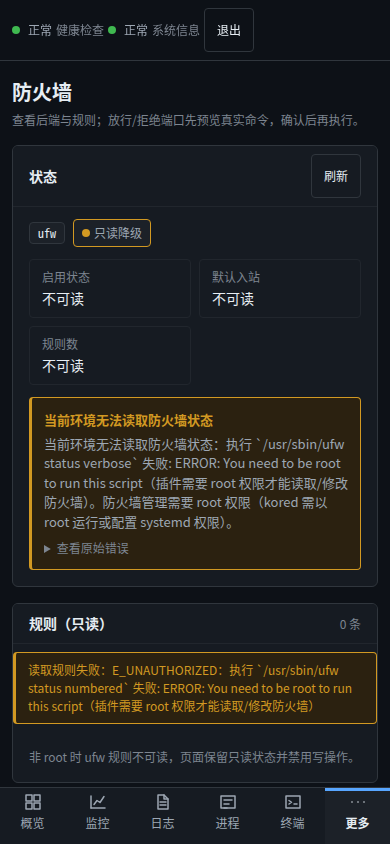 正常 健康检查 正常 系统信息 退出
防火墙
查看后端与规则；放行/拒绝端口先预览真实命令，确认后再执行。
状态 刷新
ufw 只读降级
启用状态 默认入站
不可读 不可读
规则数
不可读
当前环境无法读取防火墙状态
当前环境无法读取防火墙状态：执行 `/usr/sbin/ufw
status verbose` 失败: ERROR: You need to be root
to run this script（插件需要 root 权限才能读取/修改
防火墙）。防火墙管理需要 root 权限（kored 需以
root 运行或配置 systemd 权限）。
▶ 查看原始错误
规则（只读） 0 条
读取规则失败：E_UNAUTHORIZED：执行 `/usr/sbin/ufw
status numbered` 失败: ERROR: You need to be root to run
this script（插件需要 root 权限才能读取/修改防火墙）
非 root 时 ufw 规则不可读，页面保留只读状态并禁用写操作。
概览 监控 日志 进程 终端 更多